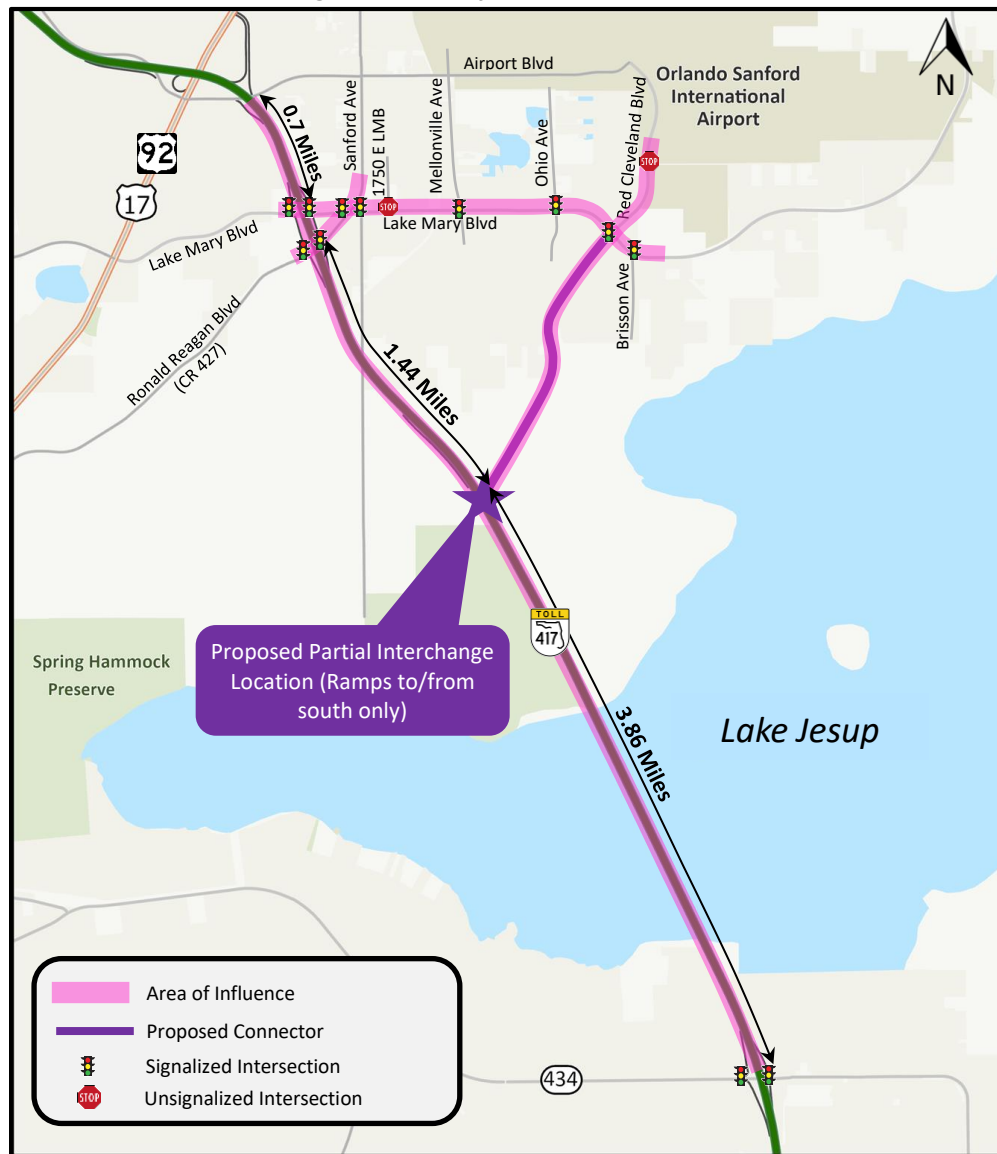 Airport Blvd
Orlando Sanford
International
Airport
N
92
17
0.7 Miles
Sanford Ave
1750 E LMB
STOP
Mellonville Ave
Ohio Ave
Red Cleveland Blvd
STOP
Lake Mary Blvd
Lake Mary Blvd
Brisson Ave
Ronald Reagan Blvd
(CR 427)
1.44 Miles
TOLL
417
Proposed Partial Interchange
Location (Ramps to/from
south only)
Spring Hammock
Preserve
3.86 Miles
Lake Jesup
Area of Influence
Proposed Connector
Signalized Intersection
STOP
Unsignalized Intersection
434